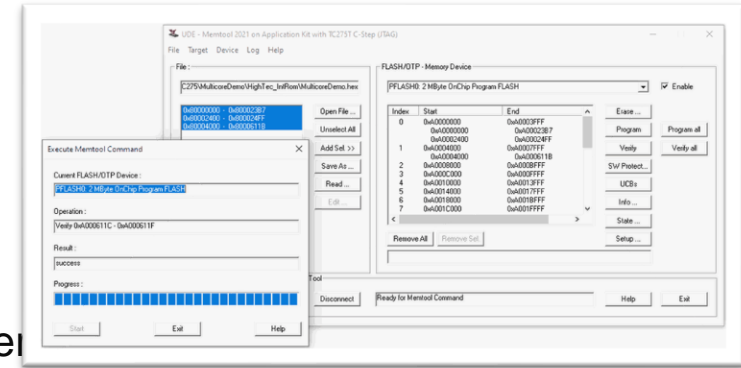 UDE - Memtool 2021 on Application Kit with TC275T C-Step (JTAG)
File Target Device Log Help
File :
C275\MulticoreDemo\HighTec_IntRom\MulticoreDemo.hex
0x80000000 - 0x800023B7
0x80002400 - 0x800024FF
0x80004000 - 0x8000611B
Open File ...
Unselect All
Add Sel. >>
Save As ...
Read ...
Edit ...
FLASH/OTP - Memory Device
PFLASH0: 2 MByte OnChip Program FLASH
Enable
Index Start End
0 0xA0000000 0xA0003FFF
0xA0000000 0xA00023B7
0xA0002400 0xA00024FF
1 0xA0004000 0xA0007FFF
0xA0004000 0xA000611B
2 0xA0008000 0xA000BFFF
3 0xA000C000 0xA000FFFF
4 0xA0010000 0xA0013FFF
5 0xA0014000 0xA0017FFF
6 0xA0018000 0xA001BFFF
7 0xA001C000 0xA001FFFF
Erase ...
Program
Program all
Verify
Verify all
SW Protect...
UCBs
Info ...
State ...
Setup ...
Remove All
Remove Sel.
Tool
Disconnect
Ready for Memtool Command
Help
Exit
Execute Memtool Command
Current FLASH/OTP Device :
PFLASH0: 2 MByte OnChip Program FLASH
Operation :
Verify 0xA000611C - 0xA000611F
Result :
success
Progress :
Start
Exit
Help
er